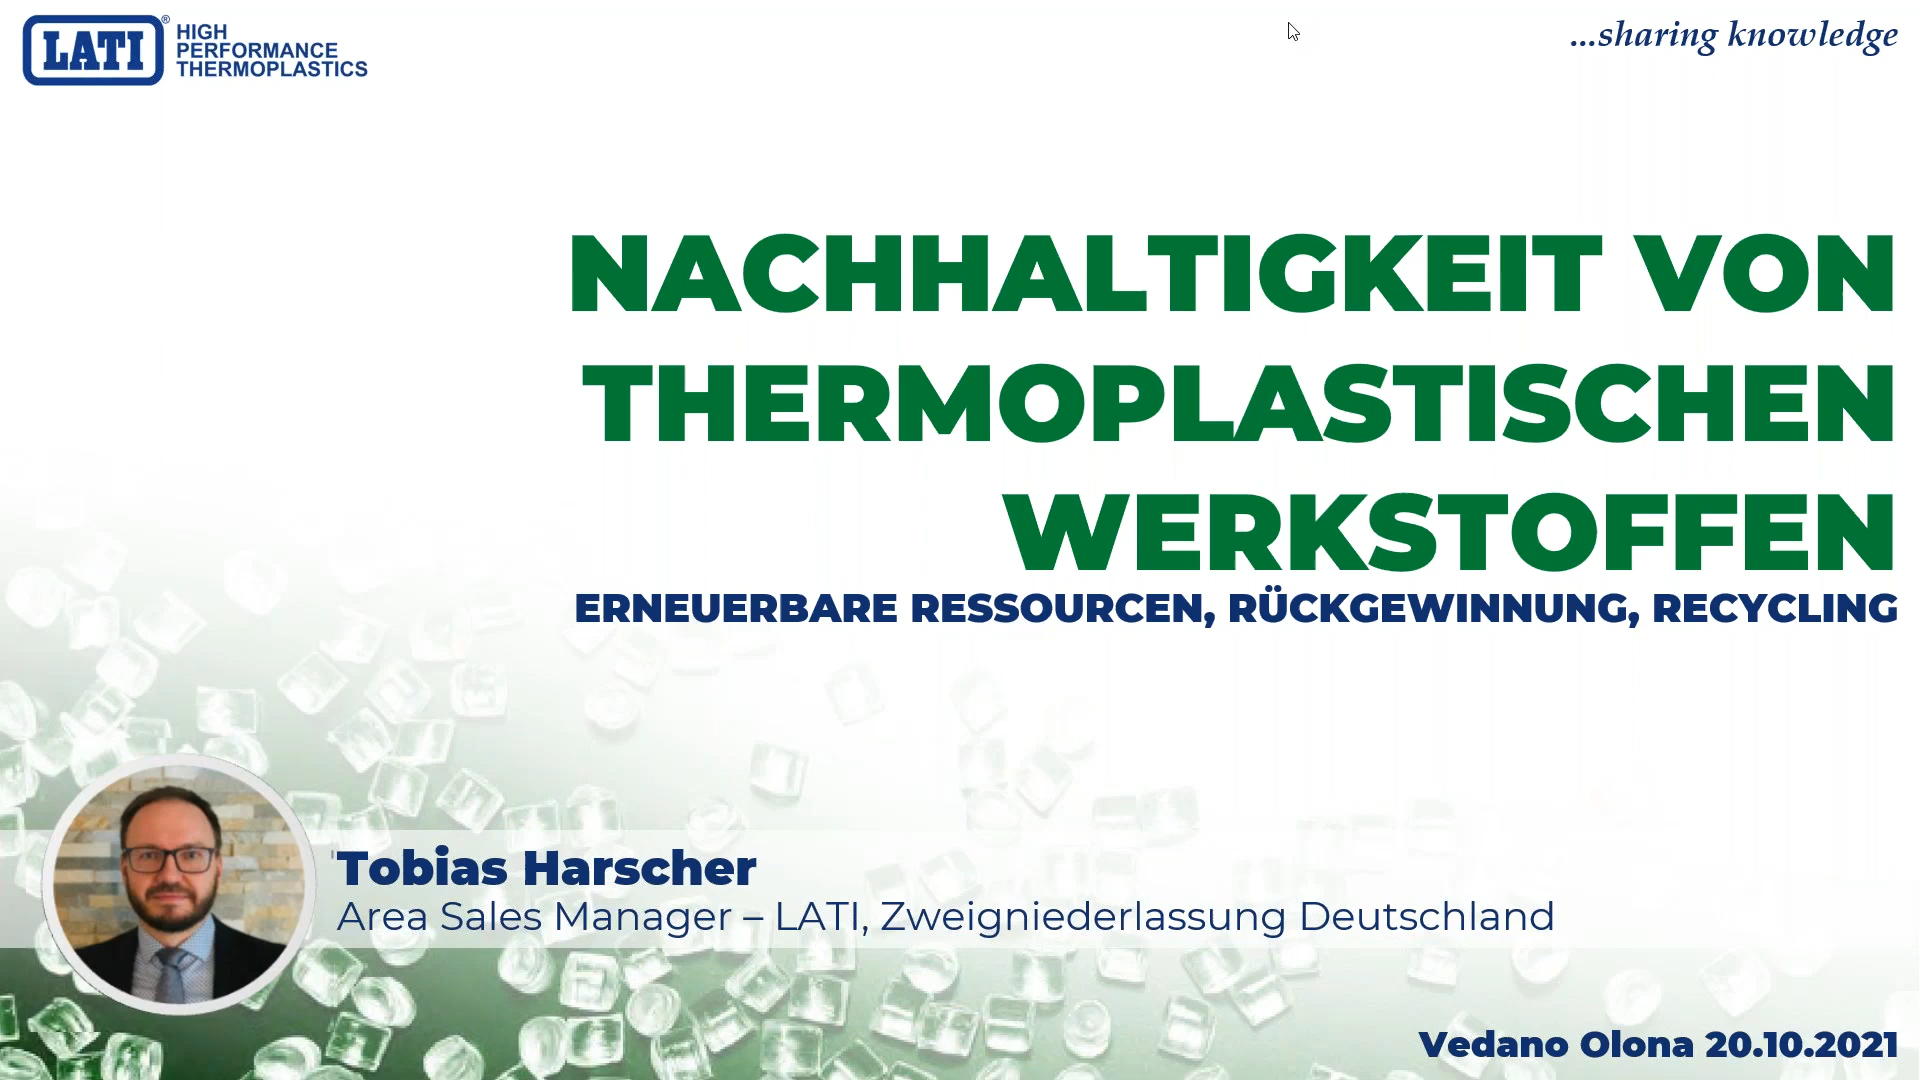 LATI®
HIGH
PERFORMANCE
THERMOPLASTICS
...sharing knowledge
NACHHALTIGKEIT VON
THERMOPLASTISCHEN
WERKSTOFFEN
ERNEUERBARE RESSOURCEN, RÜCKGEWINNUNG, RECYCLING
Tobias Harscher
Area Sales Manager – LATI, Zweigniederlassung Deutschland
Vedano Olona 20.10.2021